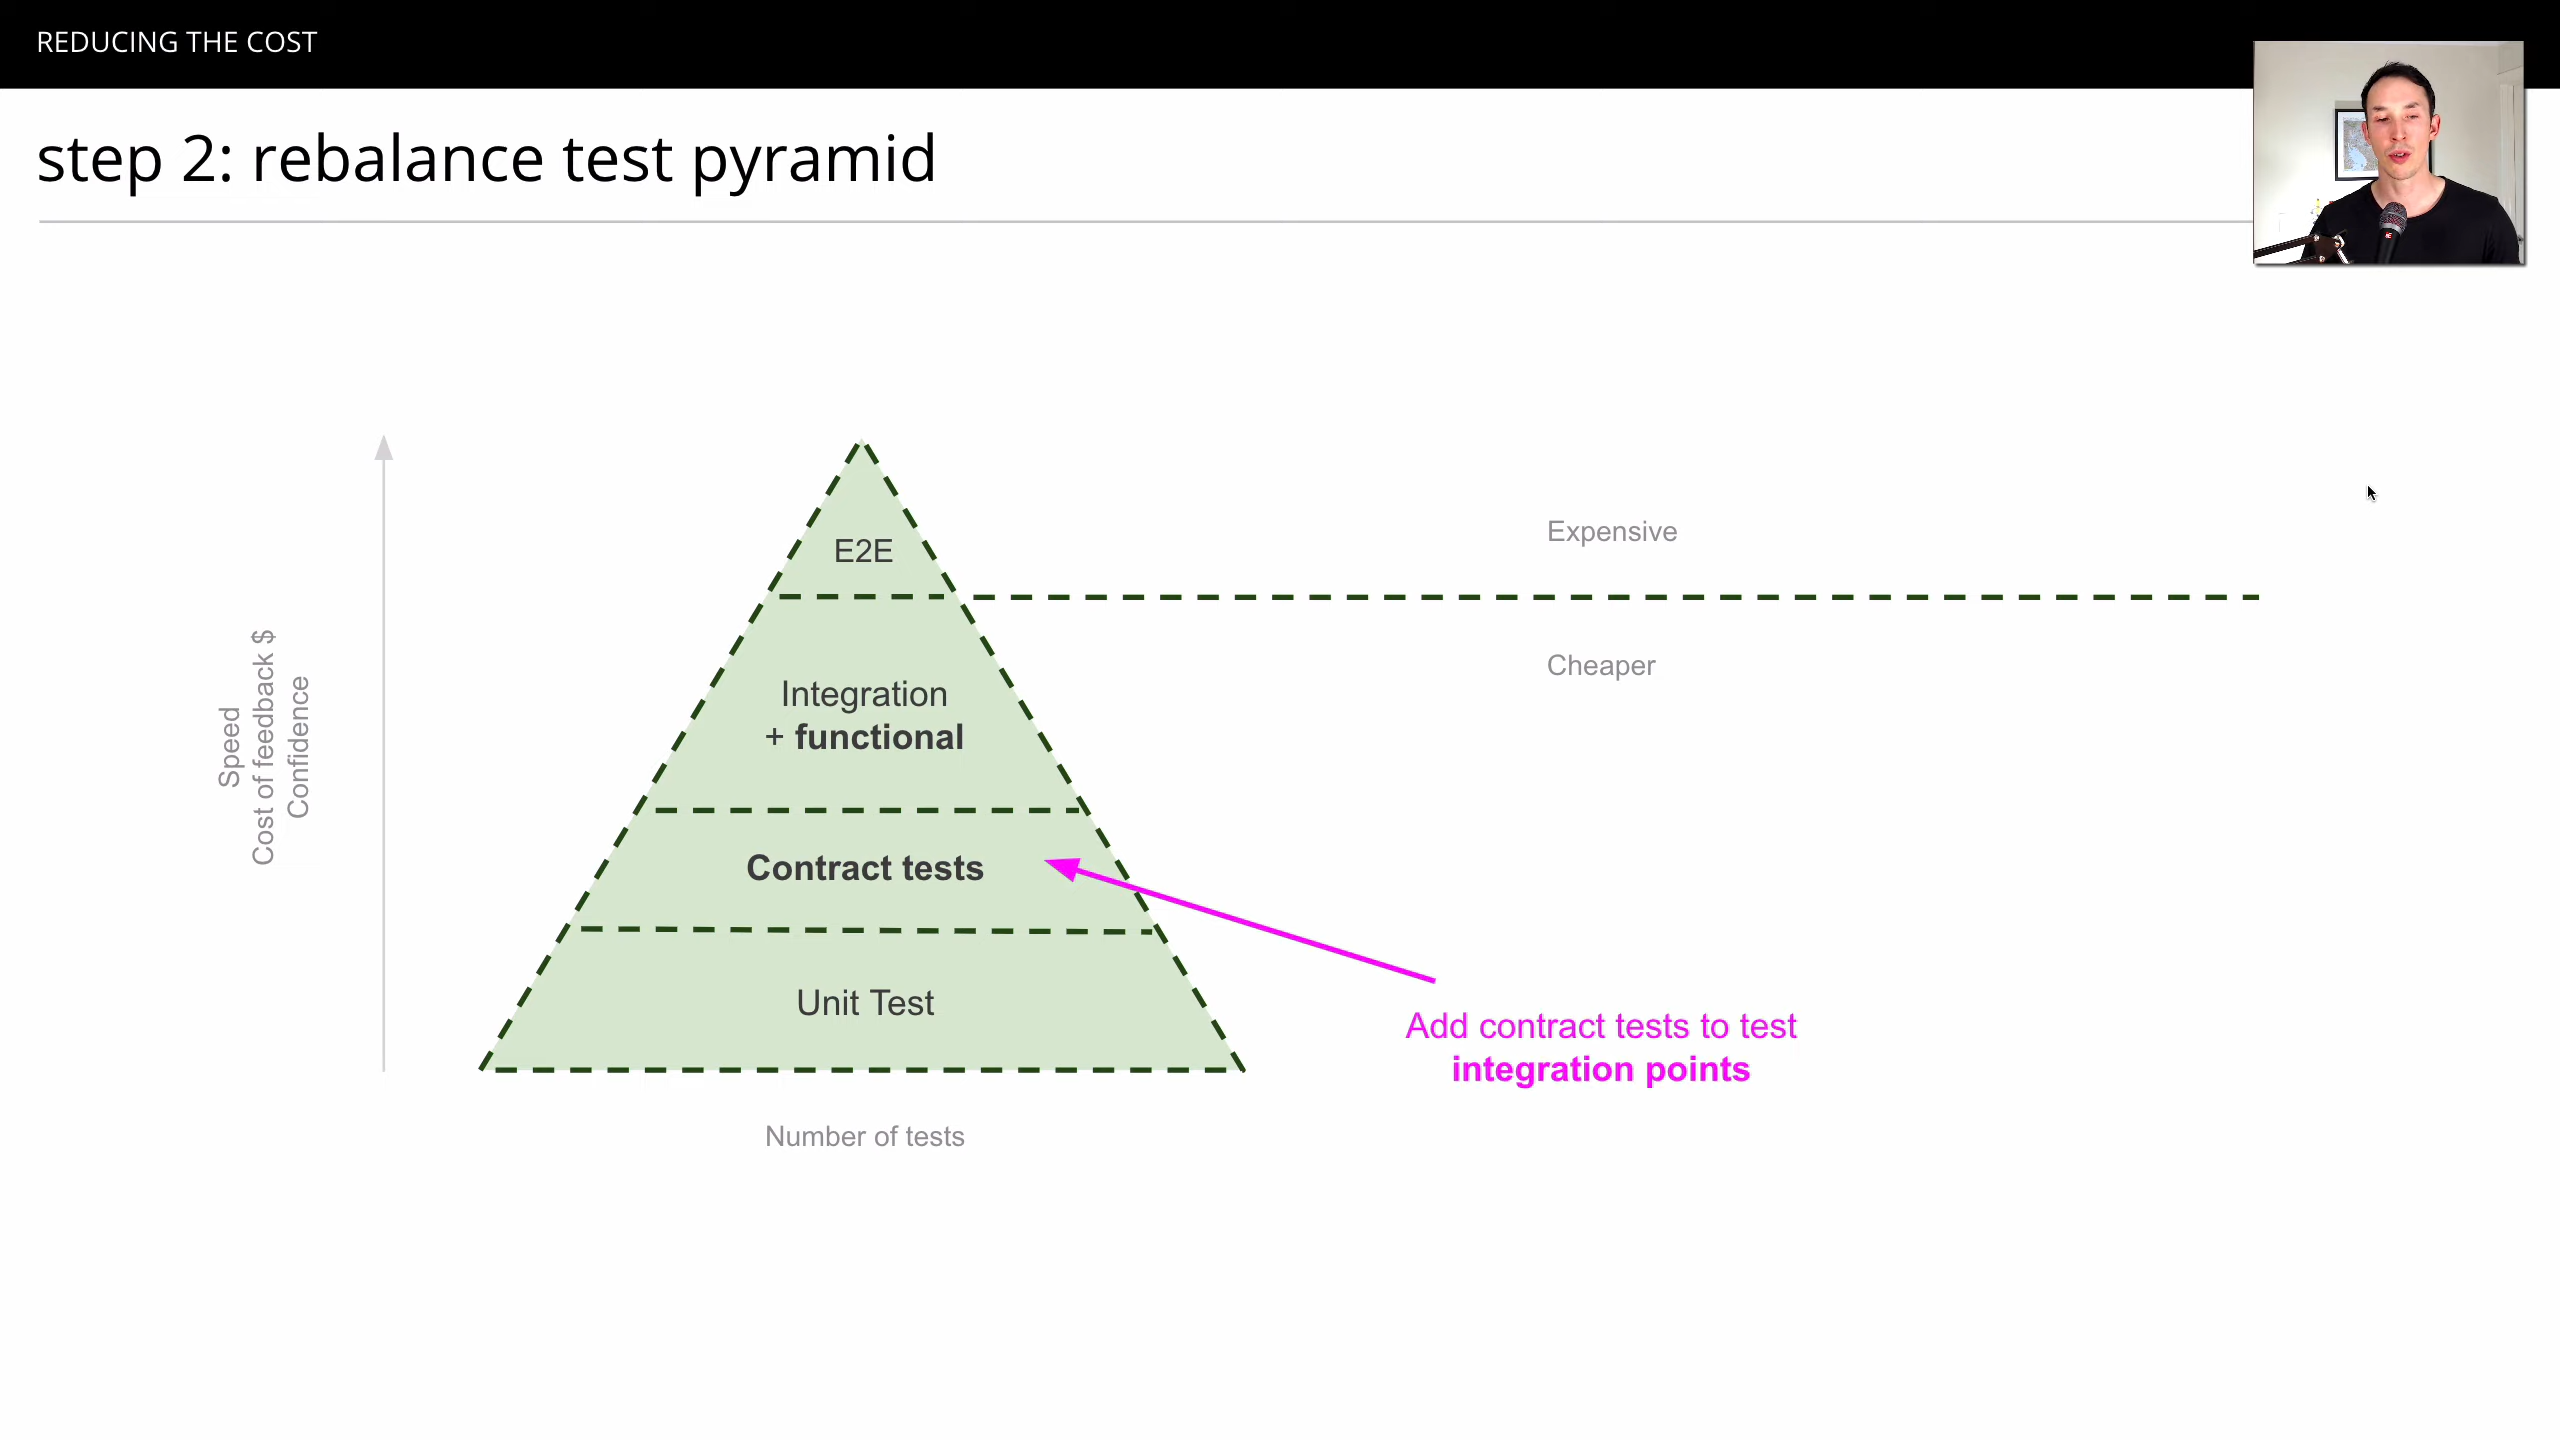 REDUCING THE COST
step 2: rebalance test pyramid
Speed
Cost of feedback $
Confidence
E2E
Expensive
Cheaper
Integration
+ functional
Contract tests
Unit Test
Add contract tests to test
integration points
Number of tests